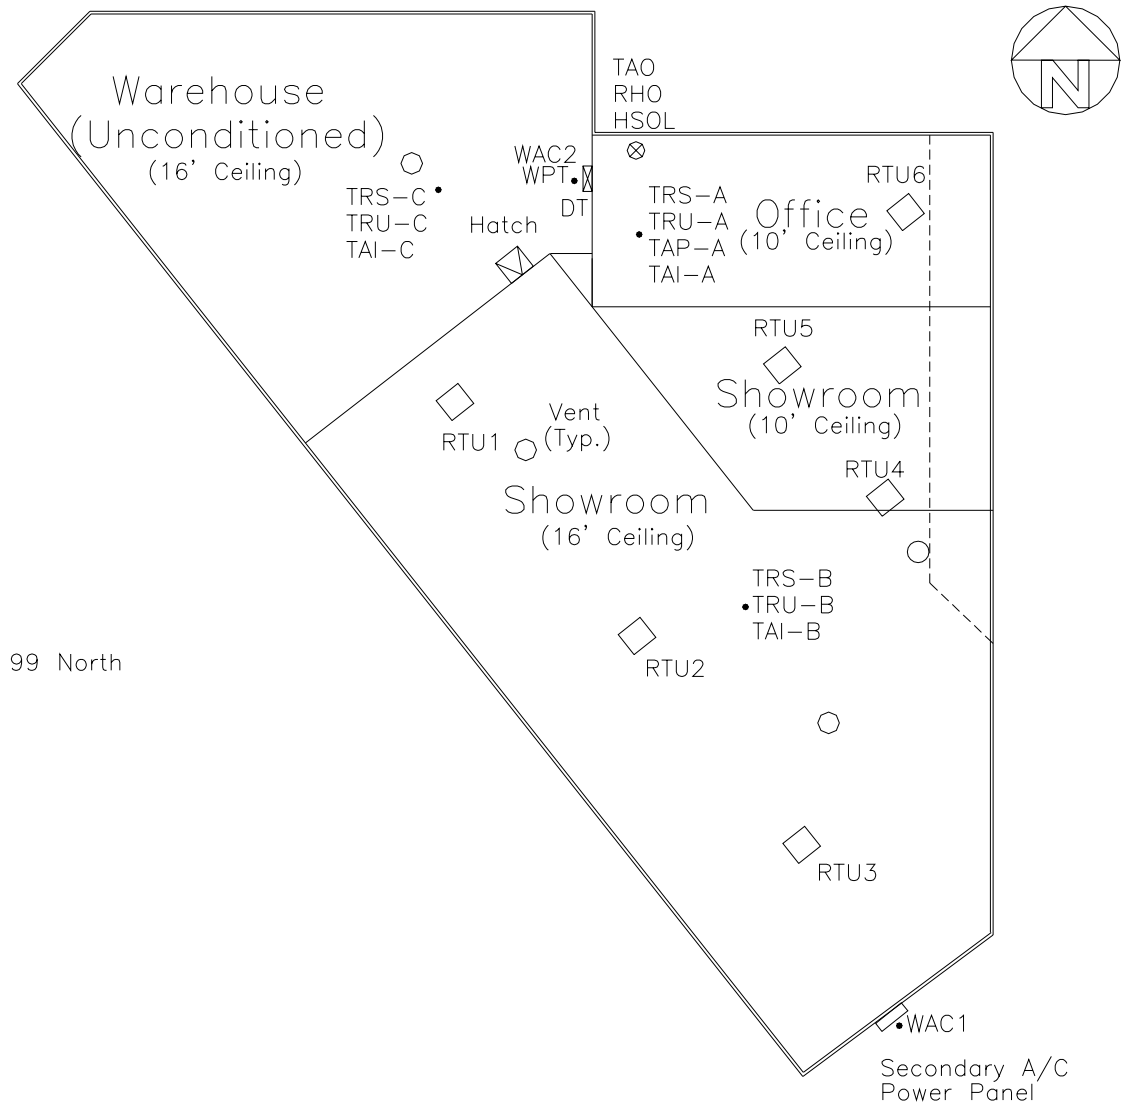 TAO
RHO
HSOL
N
Warehouse
(Unconditioned)
(16' Ceiling)
WAC2
WPT
DT
RTU6
TRS-C
TRU-C
TAI-C
Hatch
TRS-A
TRU-A
TAP-A
TAI-A
Office
(10' Ceiling)
RTU5
Showroom
(10' Ceiling)
RTU1
Vent
(Typ.)
RTU4
Showroom
(16' Ceiling)
TRS-B
TRU-B
TAI-B
99 North
RTU2
RTU3
WAC1
Secondary A/C
Power Panel